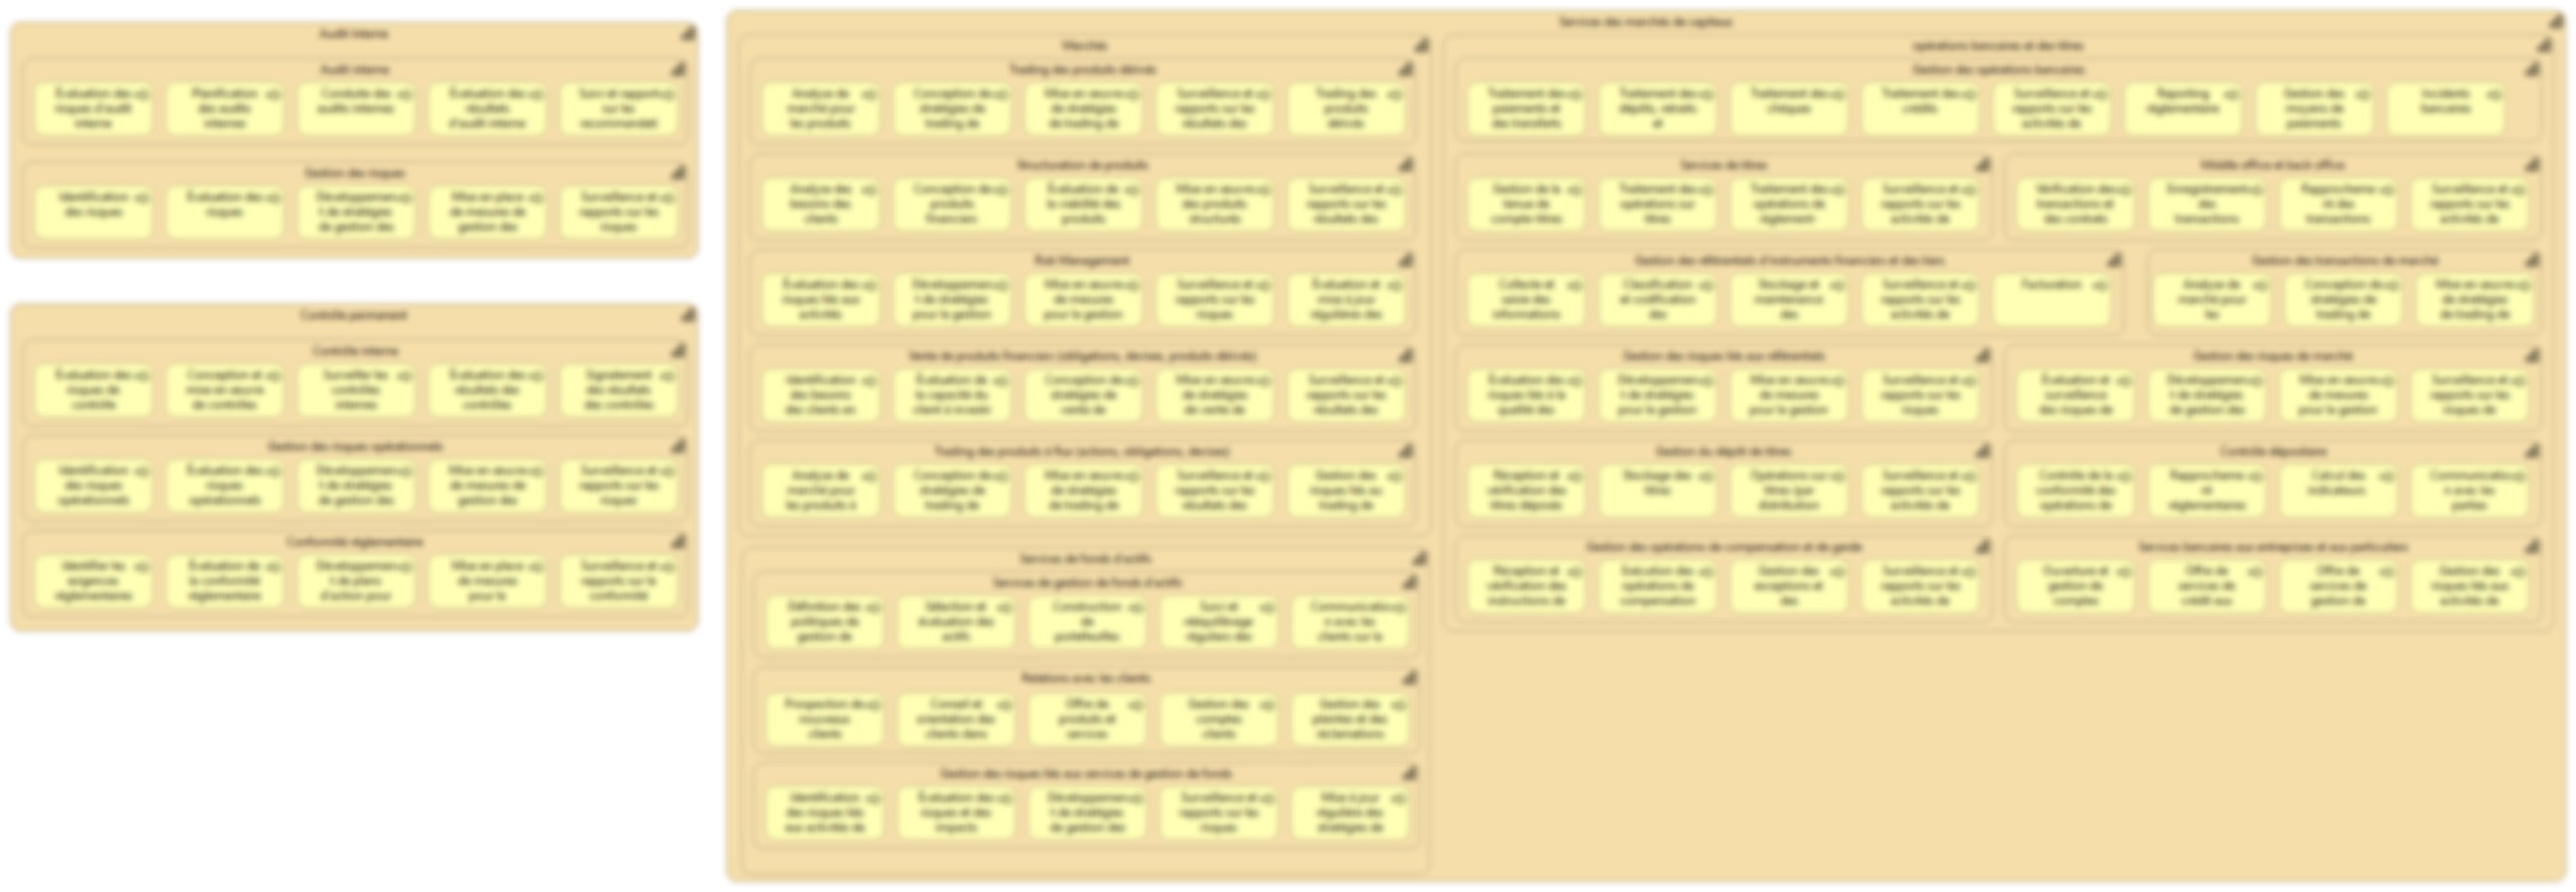 Audit interne
Audit interne
Évaluation des
risques d'audit
interne
Planification
des audits
internes
Conduite des
audits internes
Évaluation des
résultats
d'audit interne
Suivi et rapports
sur les
recommandati
Gestion des risques
Identification
des risques
Évaluation des
risques
Développemen
t de stratégies
de gestion des
Mise en place
de mesures de
gestion des
Surveillance et
rapports sur les
risques
Contrôle permanent
Contrôle interne
Évaluation des
risques de
contrôle
Conception et
mise en œuvre
de contrôles
Surveiller les
contrôles
internes
Évaluation des
résultats des
contrôles
Signalement
des résultats
des contrôles
Gestion des risques opérationnels
Identification
des risques
opérationnels
Évaluation des
risques
opérationnels
Développemen
t de stratégies
de gestion des
Mise en œuvre
de mesures de
gestion des
Surveillance et
rapports sur les
risques
Conformité réglementaire
Identifier les
exigences
réglementaires
Évaluation de
la conformité
réglementaire
Développemen
t de plans
d'action pour
Mise en place
de mesures
pour la
Surveillance et
rapports sur la
conformité
Services des marchés de capitaux
Marchés
Trading des produits dérivés
Analyse de
marché pour
les produits
Conception de
stratégies de
trading de
Mise en œuvre
de stratégies
de trading de
Surveillance et
rapports sur les
résultats des
Trading des
produits
dérivés
Structuration de produits
Analyse des
besoins des
clients
Conception de
produits
financiers
Évaluation de
la viabilité des
produits
Mise en œuvre
des produits
structurés
Surveillance et
rapports sur les
résultats des
Risk Management
Évaluation des
risques liés aux
activités
Développemen
t de stratégies
pour la gestion
Mise en œuvre
de mesures
pour la gestion
Surveillance et
rapports sur les
risques
Évaluation et
mise à jour
régulières des
Vente de produits financiers (obligations, devises, produits dérivés)
Identification
des besoins
des clients en
Évaluation de
la capacité du
client à investir
Conception de
stratégies de
vente de
Mise en œuvre
de stratégies
de vente de
Surveillance et
rapports sur les
résultats des
Trading des produits à flux (actions, obligations, devises)
Analyse de
marché pour
les produits à
Conception de
stratégies de
trading de
Mise en œuvre
de stratégies
de trading de
Surveillance et
rapports sur les
résultats des
Gestion des
risques liés au
trading de
Services de fonds d'actifs
Services de gestion de fonds d'actifs
Définition des
politiques de
gestion de
Sélection et
évaluation des
actifs
Construction
de
portefeuilles
Suivi et
rééquilibrage
réguliers des
Communicatio
n avec les
clients sur la
Relations avec les clients
Prospection de
nouveaux
clients
Conseil et
orientation des
clients dans
Offre de
produits et
services
Gestion des
comptes
clients
Gestion des
plaintes et des
réclamations
Gestion des risques liés aux services de gestion de fonds
Identification
des risques liés
aux activités de
Évaluation des
risques et des
impacts
Développemen
t de stratégies
de gestion des
Surveillance et
rapports sur les
risques
Mise à jour
régulière des
stratégies de
opérations bancaires et des titres
Gestion des opérations bancaires
Traitement des
paiements et
des transferts
Traitement des
dépôts, retraits
et
Traitement des
chèques
Traitement des
crédits
Surveillance et
rapports sur les
activités de
Reporting
réglementaire
Gestion des
moyens de
paiements
Incidents
bancaires
Services de titres
Gestion de la
tenue de
compte-titres
Traitement des
opérations sur
titres
Traitement des
opérations de
règlement-
Surveillance et
rapports sur les
activités de
Middle office et back office
Vérification des
transactions et
des contrats
Enregistrement
des
transactions
Rapprocheme
nt des
transactions
Surveillance et
rapports sur les
activités de
Gestion des référentiels d'instruments financiers et des tiers
Collecte et
saisie des
informations
Classification
et codification
des
Stockage et
maintenance
des
Surveillance et
rapports sur les
activités de
Facturation
Gestion des transactions de marché
Analyse de
marché pour
les
Conception de
stratégies de
trading de
Mise en œuvre
de stratégies
de trading de
Gestion des risques liés aux référentiels
Évaluation des
risques liés à la
qualité des
Développemen
t de stratégies
pour la gestion
Mise en œuvre
de mesures
pour la gestion
Surveillance et
rapports sur les
risques
Gestion des risques de marché
Évaluation et
surveillance
des risques de
Développemen
t de stratégies
de gestion des
Mise en œuvre
de mesures
pour la gestion
Surveillance et
rapports sur les
risques de
Gestion du dépôt de titres
Réception et
vérification des
titres déposés
Stockage des
titres
Opérations sur
titres (par
distribution
Surveillance et
rapports sur les
activités de
Contrôle dépositaire
Contrôle de la
conformité des
opérations de
Rapprocheme
nt
réglementaires
Calcul des
indicateurs
Communicatio
n avec les
parties
Gestion des opérations de compensation et de garde
Réception et
vérification des
instructions de
Exécution des
opérations de
compensation
Gestion des
exceptions et
des
Surveillance et
rapports sur les
activités de
Services bancaires aux entreprises et aux particuliers
Ouverture et
gestion de
comptes
Offre de
services de
crédit aux
Offre de
services de
gestion de
Gestion des
risques liés aux
activités de